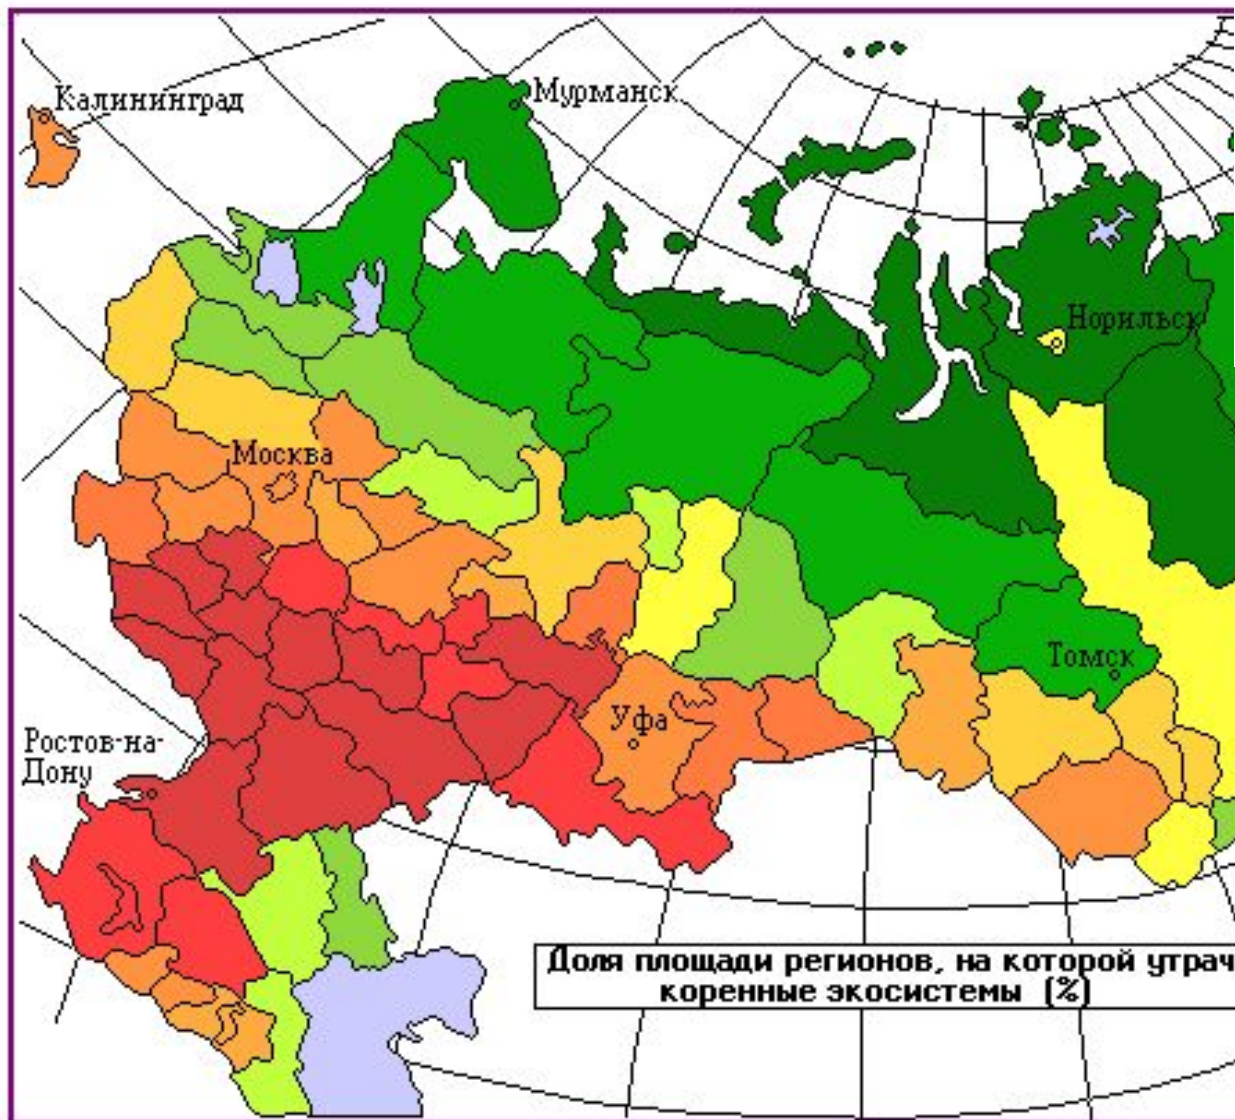 Калининград
Мурманск
Норильск
Москва
Томск
Уфа
Ростов-на-
Дону
Доля площади регионов, на которой утрач
коренные экосистемы (%)